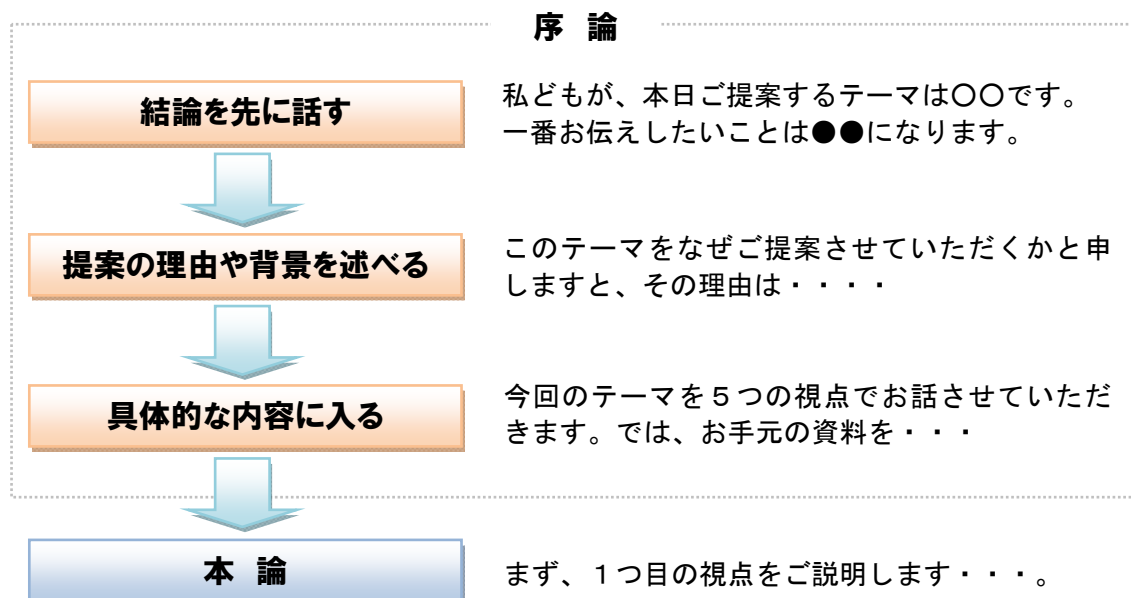 序 論
結論を先に話す
私どもが、本日ご提案するテーマは〇〇です。
一番お伝えしたいことは●●になります。
提案の理由や背景を述べる
このテーマをなぜご提案させていただくかと申
しますと、その理由は・・・・
具体的な内容に入る
今回のテーマを５つの視点でお話させていただ
きます。では、お手元の資料を・・・
本 論
まず、１つ目の視点をご説明します・・・。